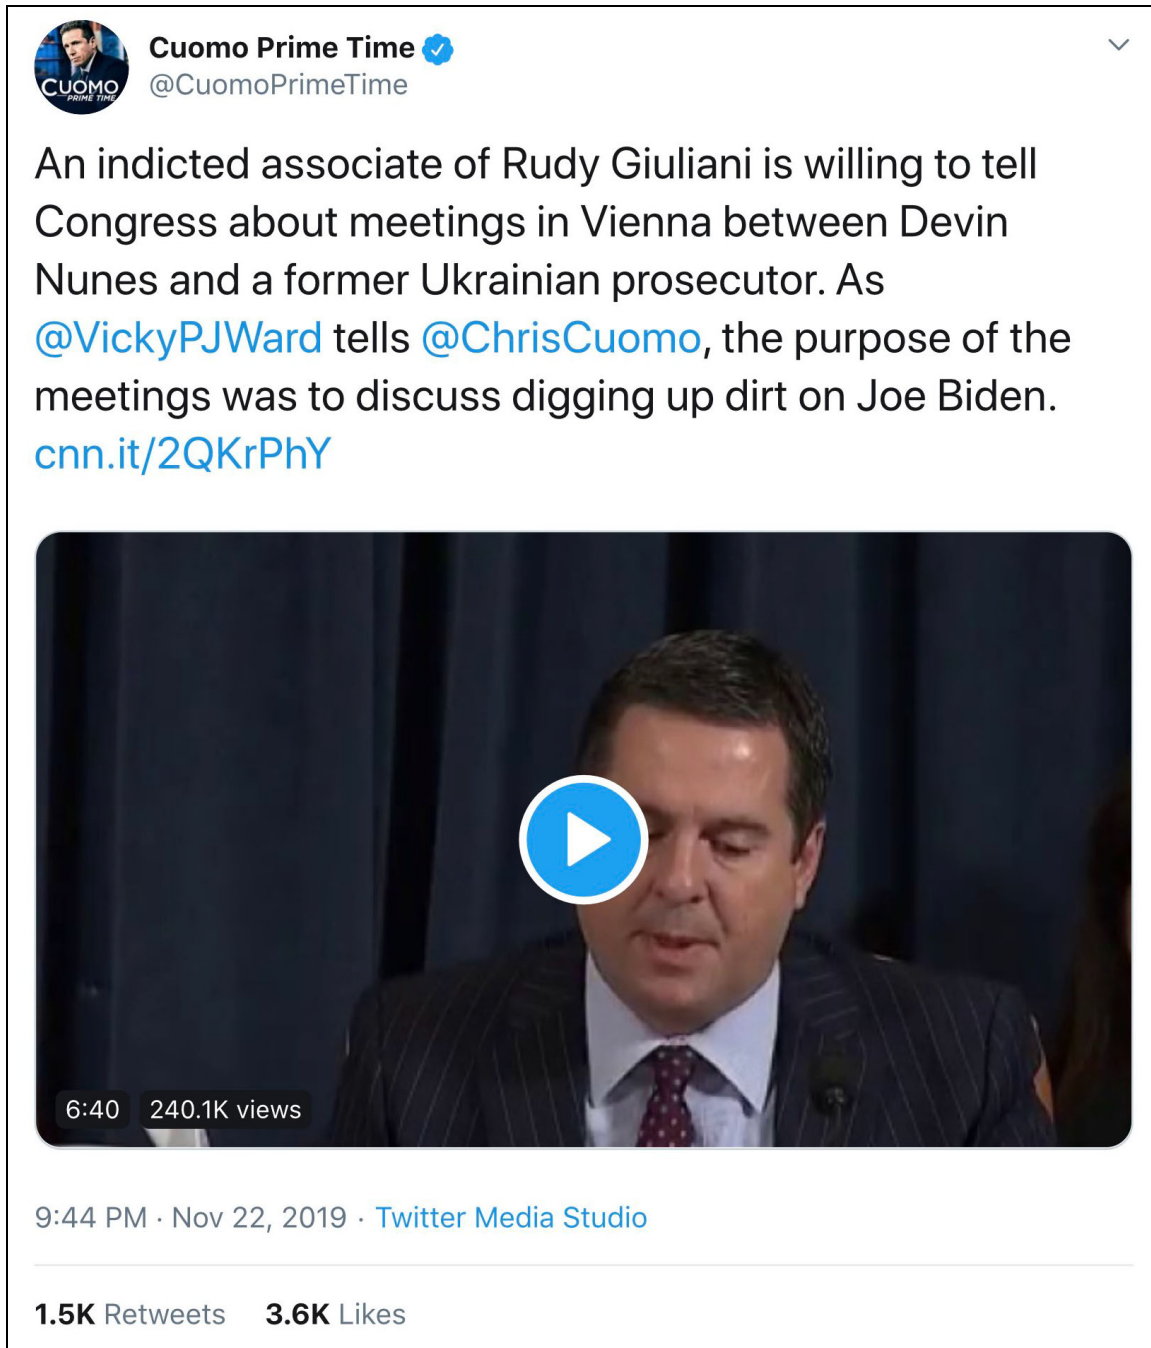 Cuomo Prime Time
@CuomoPrimeTime
CUOMO
PRIME TIME
An indicted associate of Rudy Giuliani is willing to tell
Congress about meetings in Vienna between Devin
Nunes and a former Ukrainian prosecutor. As
@VickyPJWard tells @ChrisCuomo, the purpose of the
meetings was to discuss digging up dirt on Joe Biden.
cnn.it/2QKrPhY
6:40 240.1K views
9:44 PM · Nov 22, 2019 · Twitter Media Studio
1.5K Retweets 3.6K Likes